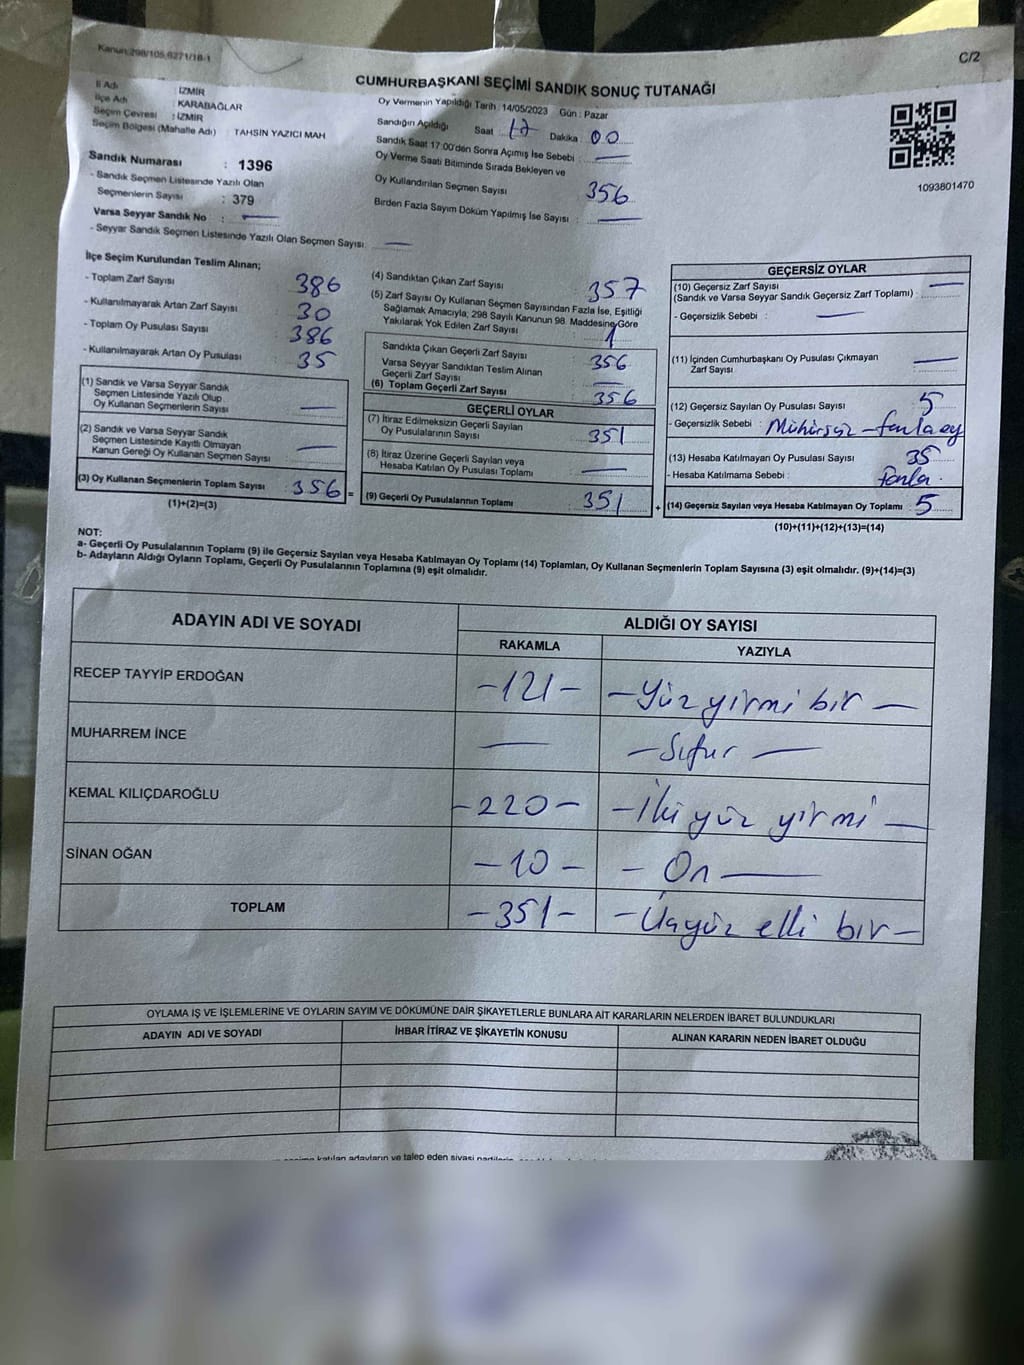 Kanun:298/105,6271/18-1
C/2
CUMHURBAŞKANI SEÇİMİ SANDIK SONUÇ TUTANAĞI
İl Adı : İZMİR
İlçe Adı : KARABAĞLAR
Seçim Çevresi : İZMİR
Seçim Bölgesi (Mahalle Adı) : TAHSİN YAZICI MAH
Sandık Numarası : 1396
- Sandık Seçmen Listesinde Yazılı Olan
Seçmenlerin Sayısı : 379
Varsa Seyyar Sandık No : —
- Seyyar Sandık Seçmen Listesinde Yazılı Olan Seçmen Sayısı: —
Oy Vermenin Yapıldığı Tarih : 14/05/2023 Gün : Pazar
Sandığın Açıldığı Saat : 17 Dakika : 00
Sandık Saat 17:00'den Sonra Açımış İse Sebebi : —
Oy Verme Saati Bitiminde Sırada Bekleyen ve
Oy Kullandırılan Seçmen Sayısı : 356
Birden Fazla Sayım Döküm Yapılmış İse Sayısı : —
1093801470
İlçe Seçim Kurulundan Teslim Alınan;
- Toplam Zarf Sayısı : 386
- Kullanılmayarak Artan Zarf Sayısı : 30
- Toplam Oy Pusulası Sayısı : 386
- Kullanılmayarak Artan Oy Pusulası : 35
(1) Sandık ve Varsa Seyyar Sandık
Seçmen Listesinde Yazılı Olup
Oy Kullanan Seçmenlerin Sayısı : —
(2) Sandık ve Varsa Seyyar Sandık
Seçmen Listesinde Kayıtlı Olmayan
Kanun Gereği Oy Kullanan Seçmen Sayısı : —
(3) Oy Kullanan Seçmenlerin Toplam Sayısı : 356 =
(1)+(2)=(3)
(4) Sandıktan Çıkan Zarf Sayısı : 357
(5) Zarf Sayısı Oy Kullanan Seçmen Sayısından Fazla İse, Eşitliği
Sağlamak Amacıyla; 298 Sayılı Kanunun 98. Maddesine Göre
Yakılarak Yok Edilen Zarf Sayısı : 1
Sandıkta Çıkan Geçerli Zarf Sayısı : 356
Varsa Seyyar Sandıktan Teslim Alınan
Geçerli Zarf Sayısı : —
(6) Toplam Geçerli Zarf Sayısı : 356
GEÇERLİ OYLAR
(7) İtiraz Edilmeksizin Geçerli Sayılan
Oy Pusulalarının Sayısı : 351
(8) İtiraz Üzerine Geçerli Sayılan veya
Hesaba Katılan Oy Pusulası Toplamı : —
(9) Geçerli Oy Pusulalarının Toplamı : 351 +
GEÇERSİZ OYLAR
(10) Geçersiz Zarf Sayısı
(Sandık ve Varsa Seyyar Sandık Geçersiz Zarf Toplamı) : —
- Geçersizlik Sebebi : —
(11) İçinden Cumhurbaşkanı Oy Pusulası Çıkmayan
Zarf Sayısı : —
(12) Geçersiz Sayılan Oy Pusulası Sayısı : 5
- Geçersizlik Sebebi : Mühürsüz - fazla oy
(13) Hesaba Katılmayan Oy Pusulası Sayısı : 35
- Hesaba Katılmama Sebebi : fazla.
(14) Geçersiz Sayılan veya Hesaba Katılmayan Oy Toplamı : 5
(10)+(11)+(12)+(13)=(14)
NOT:
a- Geçerli Oy Pusulalarının Toplamı (9) ile Geçersiz Sayılan veya Hesaba Katılmayan Oy Toplamı (14) Toplamları, Oy Kullanan Seçmenlerin Toplam Sayısına (3) eşit olmalıdır. (9)+(14)=(3)
b- Adayların Aldığı Oyların Toplamı, Geçerli Oy Pusulalarının Toplamına (9) eşit olmalıdır.
ADAYIN ADI VE SOYADI
ALDIĞI OY SAYISI
RAKAMLA YAZIYLA
RECEP TAYYİP ERDOĞAN -121- -Yüz yirmi bir-
MUHARREM İNCE — -Sıfır-
KEMAL KILIÇDAROĞLU -220- -İki yüz yirmi-
SİNAN OĞAN -10- -On-
TOPLAM -351- -Üçyüz elli bir-
OYLAMA İŞ VE İŞLEMLERİNE VE OYLARIN SAYIM VE DÖKÜMÜNE DAİR ŞİKAYETLERLE BUNLARA AİT KARARLARIN NELERDEN İBARET BULUNDUKLARI
ADAYIN ADI VE SOYADI
İHBAR İTİRAZ VE ŞİKAYETİN KONUSU
ALINAN KARARIN NEDEN İBARET OLDUĞU
katılan adayların ve talep eden siyasi